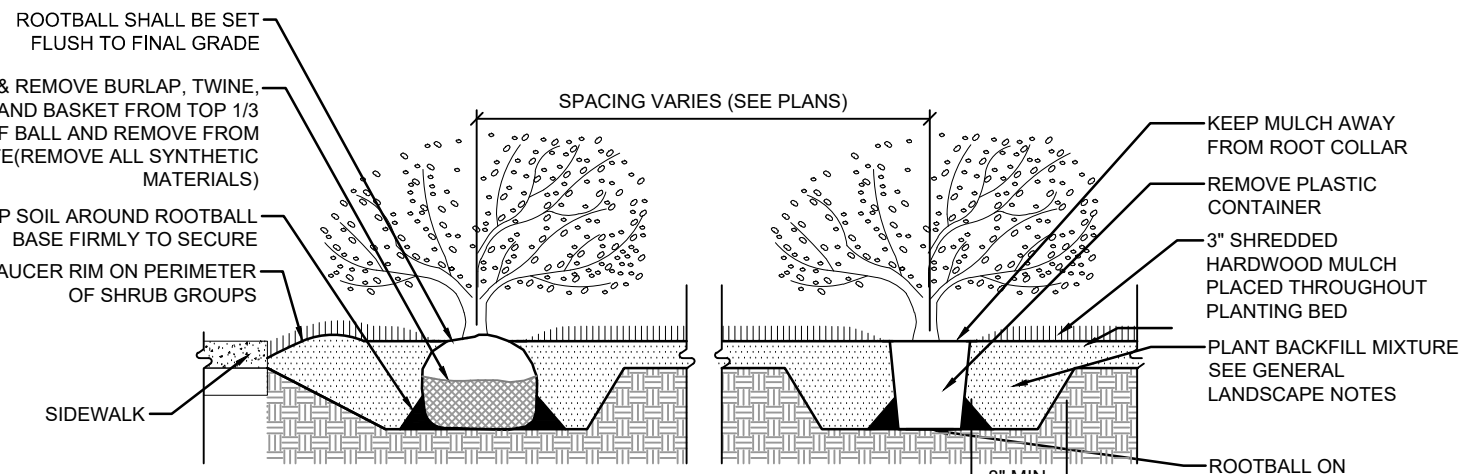 ROOTBALL SHALL BE SET
FLUSH TO FINAL GRADE
& REMOVE BURLAP, TWINE,
AND BASKET FROM TOP 1/3
BALL AND REMOVE FROM
(REMOVE ALL SYNTHETIC
MATERIALS)
SOIL AROUND ROOTBALL
BASE FIRMLY TO SECURE
RIM ON PERIMETER
OF SHRUB GROUPS
SIDEWALK
SPACING VARIES (SEE PLANS)
KEEP MULCH AWAY
FROM ROOT COLLAR
REMOVE PLASTIC
CONTAINER
3" SHREDDED
HARDWOOD MULCH
PLACED THROUGHOUT
PLANTING BED
PLANT BACKFILL MIXTURE
SEE GENERAL
LANDSCAPE NOTES
MIN
ROOTBALL ON